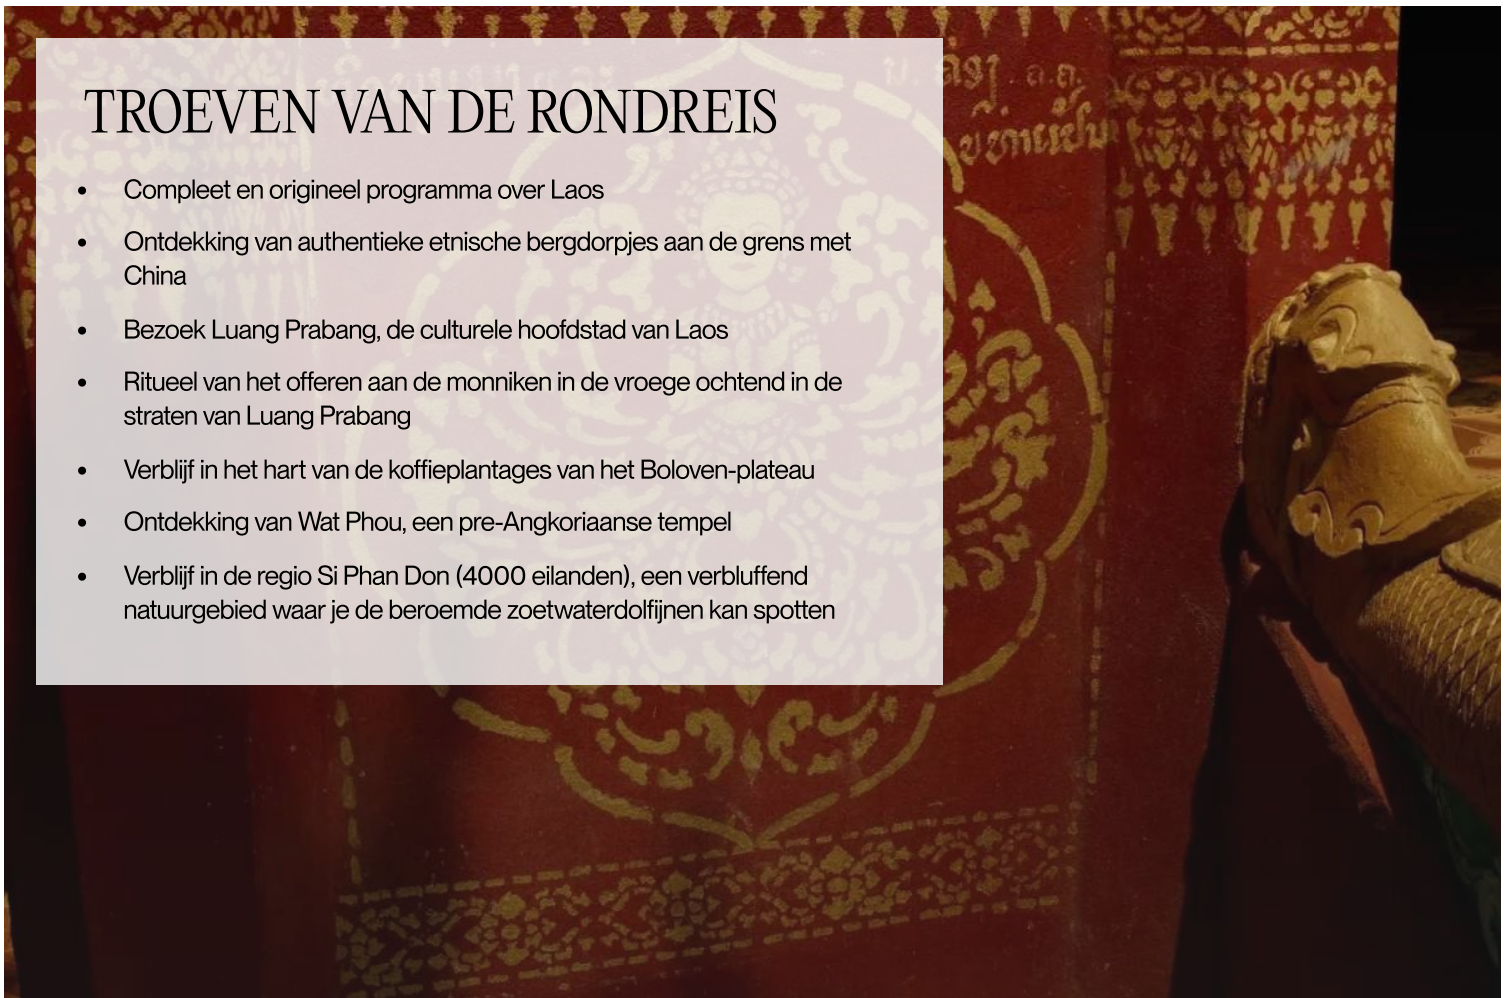 TROEVEN VAN DE RONDREIS
• Compleet en origineel programma over Laos
• Ontdekking van authentieke etnische bergdorpjes aan de grens met
China
• Bezoek Luang Prabang, de culturele hoofdstad van Laos
• Ritueel van het offeren aan de monniken in de vroege ochtend in de
straten van Luang Prabang
• Verblijf in het hart van de koffieplantages van het Boloven-plateau
• Ontdekking van Wat Phou, een pre-Angkoriaanse tempel
• Verblijf in de regio Si Phan Don (4000 eilanden), een verbluffend
natuurgebied waar je de beroemde zoetwaterdolfijnen kan spotten